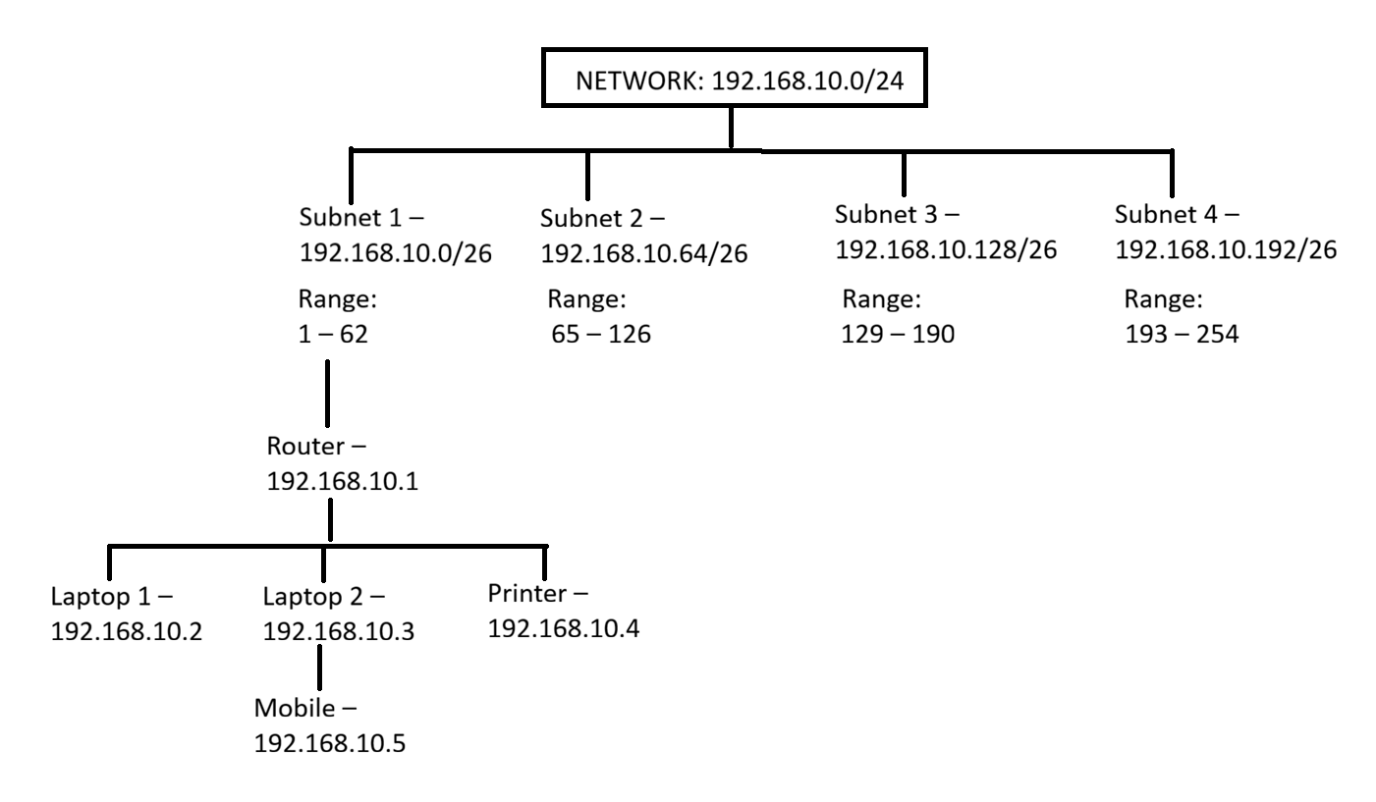 NETWORK: 192.168.10.0/24
Subnet 1 –
192.168.10.0/26
Range:
1 – 62
Subnet 2 –
192.168.10.64/26
Range:
65 – 126
Subnet 3 –
192.168.10.128/26
Range:
129 – 190
Subnet 4 –
192.168.10.192/26
Range:
193 – 254
Router –
192.168.10.1
Laptop 1 –
192.168.10.2
Laptop 2 –
192.168.10.3
Printer –
192.168.10.4
Mobile –
192.168.10.5